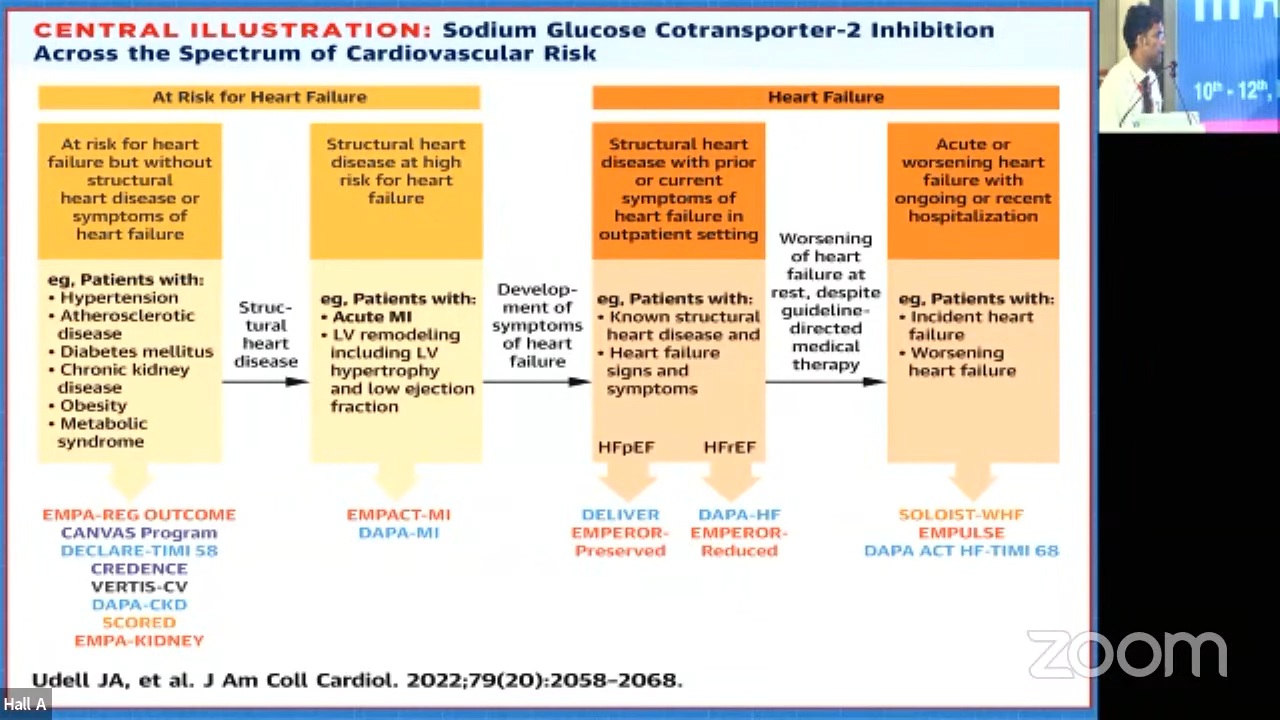 CENTRAL ILLUSTRATION: Sodium Glucose Cotransporter-2 Inhibition
Across the Spectrum of Cardiovascular Risk
At Risk for Heart Failure
At risk for heart
failure but without
structural
heart disease or
symptoms of
heart failure
eg, Patients with:
• Hypertension
• Atherosclerotic
disease
• Diabetes mellitus
• Chronic kidney
disease
• Obesity
• Metabolic
syndrome
EMPA-REG OUTCOME
CANVAS Program
DECLARE-TIMI 58
CREDENCE
VERTIS-CV
DAPA-CKD
SCORED
EMPA-KIDNEY
Struc-
tural
heart
disease
Structural heart
disease at high
risk for heart
failure
eg, Patients with:
• Acute MI
• LV remodeling
including LV
hypertrophy
and low ejection
fraction
EMPACT-MI
DAPA-MI
Develop-
ment of
symptoms
of heart
failure
Heart Failure
Structural heart
disease with prior
or current
symptoms of
heart failure in
outpatient setting
eg, Patients with:
• Known structural
heart disease and
• Heart failure
signs and
symptoms
HFpEF HFrEF
DELIVER
EMPEROR-
Preserved
DAPA-HF
EMPEROR-
Reduced
Worsening
of heart
failure at
rest, despite
guideline-
directed
medical
therapy
Acute or
worsening heart
failure with
ongoing or recent
hospitalization
eg, Patients with:
• Incident heart
failure
• Worsening
heart failure
SOLOIST-WHF
EMPULSE
DAPA ACT HF-TIMI 68
Udell JA, et al. J Am Coll Cardiol. 2022;79(20):2058–2068.
Hall A
10th - 12th,
zoom